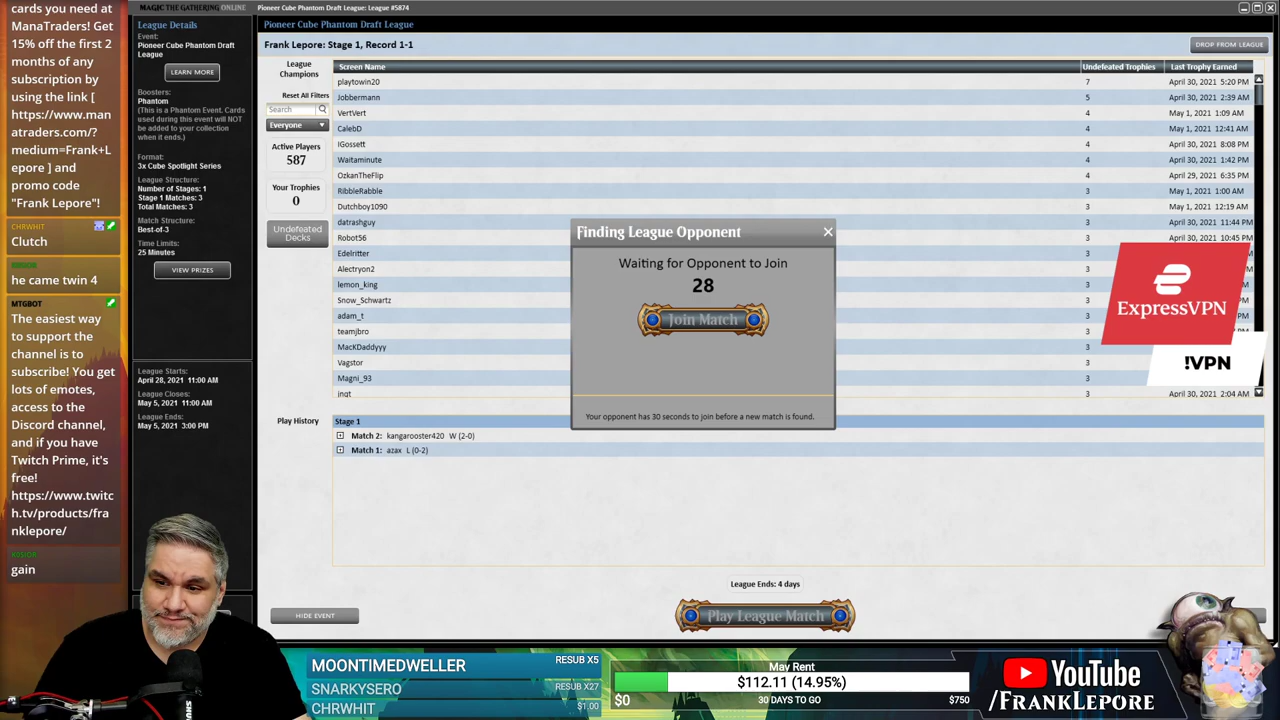 cards you need at
ManaTraders! Get
15% off the first 2
months of any
subscription by
using the link [
https://www.man
atraders.com/?
medium=Frank+L
epore ] and
promo code
"Frank Lepore"!
CHRWHIT
Clutch
he came twin 4
MTGBOT
The easiest way
to support the
channel is to
subscribe! You get
lots of emotes,
access to the
Discord channel,
and if you have
Twitch Prime, it's
free!
https://www.twitc
h.tv/products/fra
nklepore/
K9SIOR
gain
MAGIC THE GATHERING ONLINE
Pioneer Cube Phantom Draft League: League #5874
League Details
Event:
Pioneer Cube Phantom Draft
League
LEARN MORE
Boosters:
Phantom
(This is a Phantom Event. Cards
used during this event will NOT
be added to your collection
when it ends.)
Format:
3x Cube Spotlight Series
League Structure:
Number of Stages: 1
Stage 1 Matches: 3
Total Matches: 3
Match Structure:
Best-of-3
Time Limits:
25 Minutes
VIEW PRIZES
League Starts:
April 28, 2021 11:00 AM
League Closes:
May 5, 2021 11:00 AM
League Ends:
May 5, 2021 3:00 PM
Pioneer Cube Phantom Draft League
Frank Lepore: Stage 1, Record 1-1
DROP FROM LEAGUE
League
Champions
Reset All Filters
Search
Everyone
Active Players
587
Your Trophies
0
Undefeated
Decks
Screen Name Undefeated Trophies Last Trophy Earned
playtowin20 7 April 30, 2021 5:20 PM
Jobbermann 5 April 30, 2021 2:39 AM
VertVert 4 May 1, 2021 1:09 AM
CalebD 4 May 1, 2021 12:41 AM
IGossett 4 April 30, 2021 8:08 PM
Waitaminute 4 April 30, 2021 1:42 PM
OzkanTheFlip 4 April 29, 2021 6:35 PM
RibbleRabble 3 May 1, 2021 1:00 AM
Dutchboy1090 3 May 1, 2021 12:19 AM
datrashguy 3 April 30, 2021 11:44 PM
Robot56 3 April 30, 2021 10:45 PM
Edelritter 3
Alectryon2 3
lemon_king 3
Snow_Schwartz 3
adam_t 3
teamjbro 3
MacKDaddyyy 3
Vagstor 3
Magni_93 3
inqt 3 April 30, 2021 2:04 AM
Finding League Opponent
Waiting for Opponent to Join
28
Join Match
Your opponent has 30 seconds to join before a new match is found.
ExpressVPN
!VPN
Play History
Stage 1
Match 2: kangarooster420 W (2-0)
Match 1: azax L (0-2)
League Ends: 4 days
HIDE EVENT
Play League Match
MOONTIMEDWELLER RESUB X5
SNARKYSERO RESUB X27
CHRWHIT $1.00
May Rent
$112.11 (14.95%)
$0 30 DAYS TO GO $750
YouTube
/FRANKLEPORE